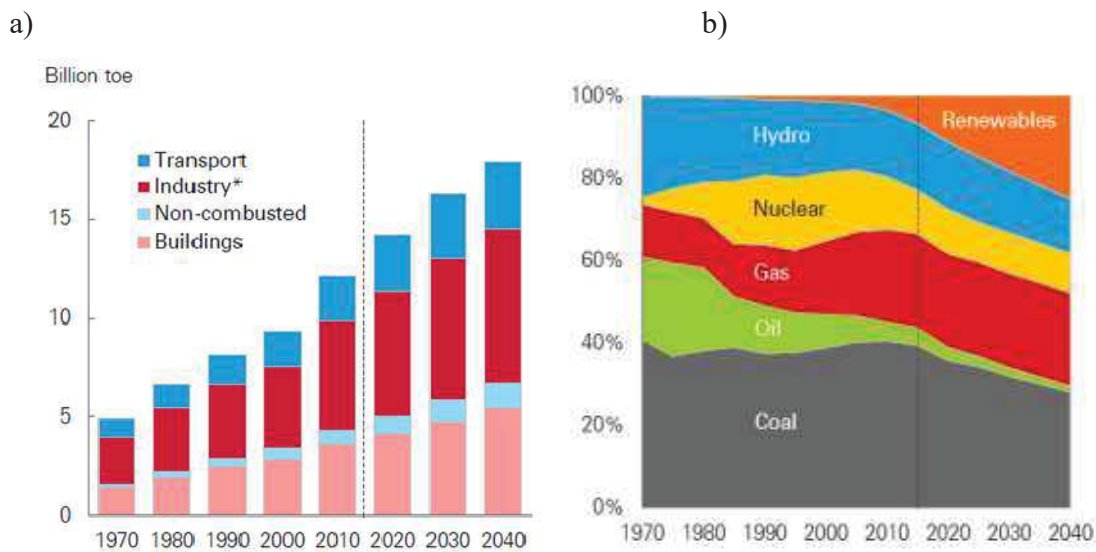 a)
Billion toe
20
15
10
5
0
Transport
Industry*
Non-combusted
Buildings
1970 1980 1990 2000 2010 2020 2030 2040
b)
100%
80%
60%
40%
20%
0%
Renewables
Hydro
Nuclear
Gas
Oil
Coal
1970 1980 1990 2000 2010 2020 2030 2040